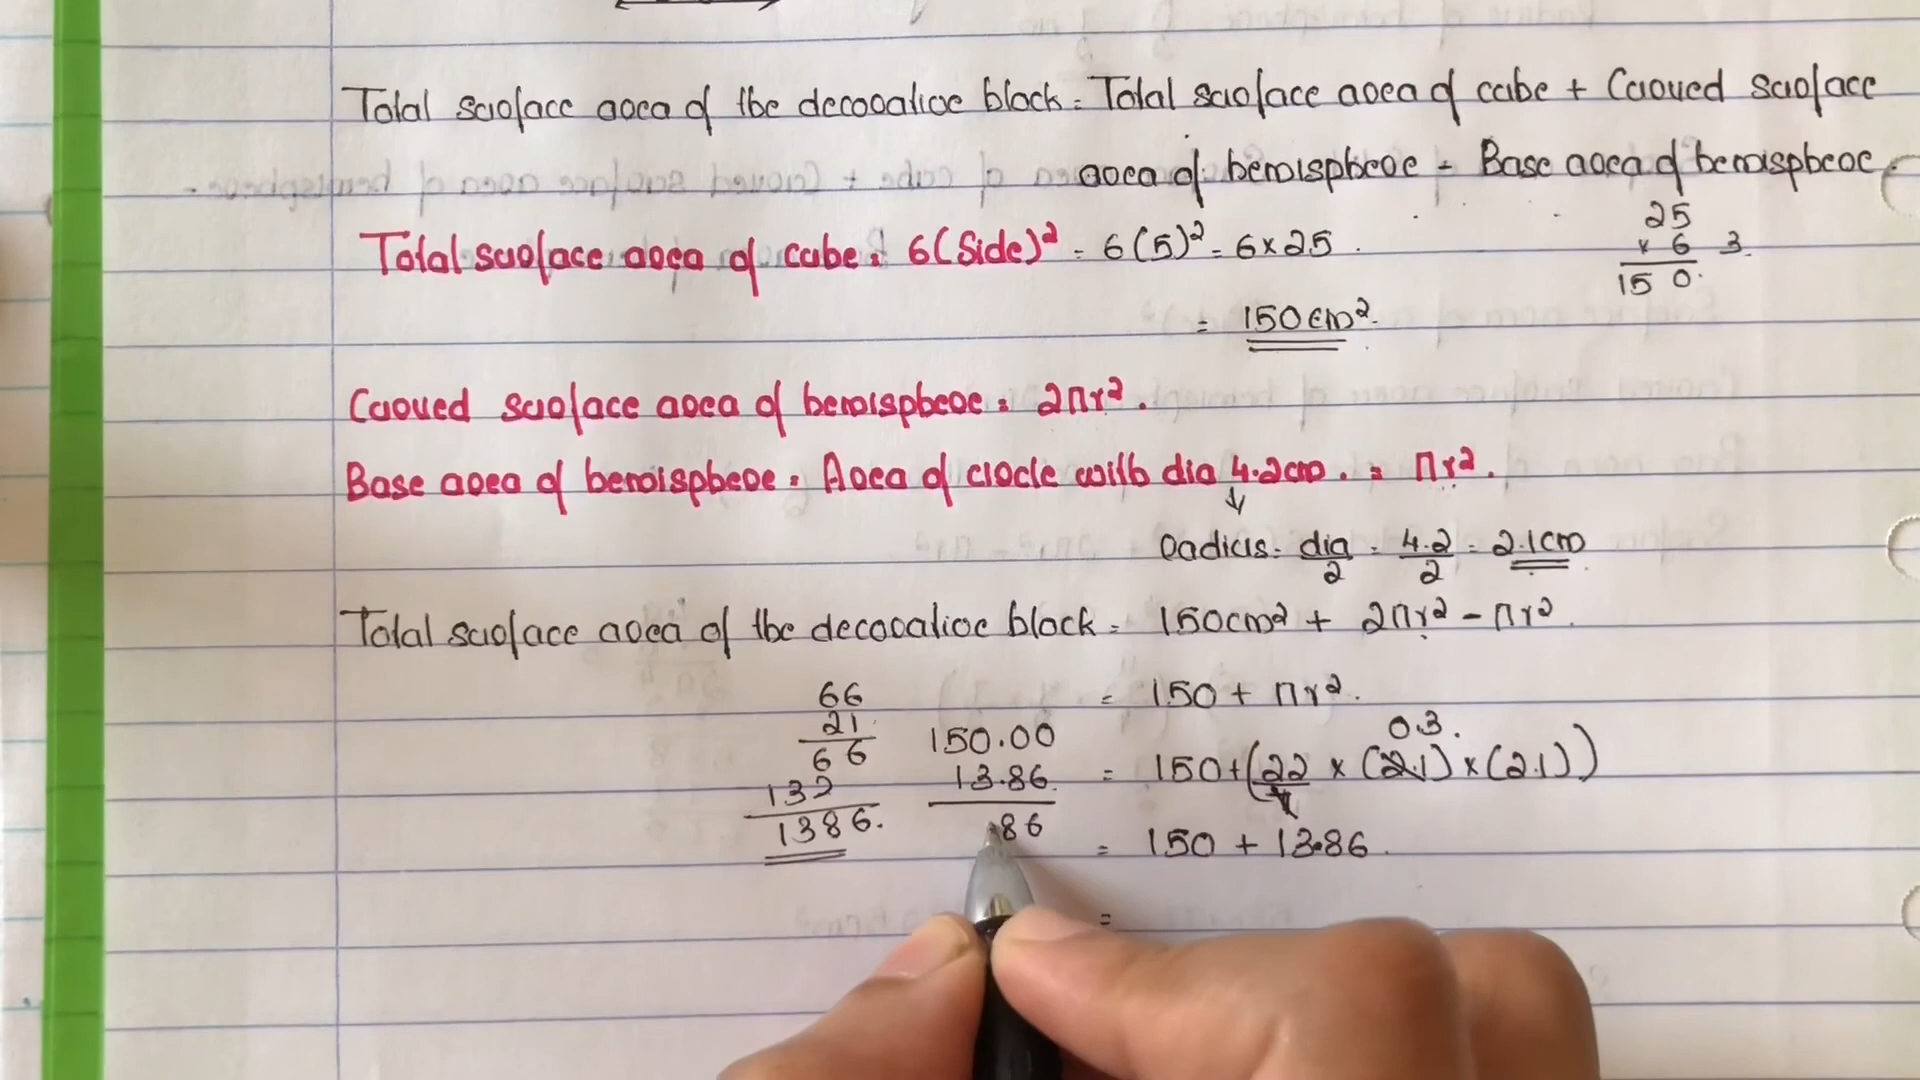 Total surface area of the decorative block = Total surface area of cube + Curved surface
area of hemisphere - Base area of hemisphere.
Total surface area of cube = 6(Side)² = 6(5)² = 6×25.
25
× 6 3.
15 0.
= 150cm².
Curved surface area of hemisphere = 2πr².
Base area of hemisphere = Area of circle with dia 4.2cm. = πr².
↓
Radius = dia/2 = 4.2/2 = 2.1cm
Total surface area of the decorative block = 150cm² + 2πr² - πr².
= 150 + πr².
0.3.
= 150+(22/7 × (2.1)×(2.1))
= 150 + 13.86.
=
66
21.
66
132
1386.
150.00
13.86.
.86